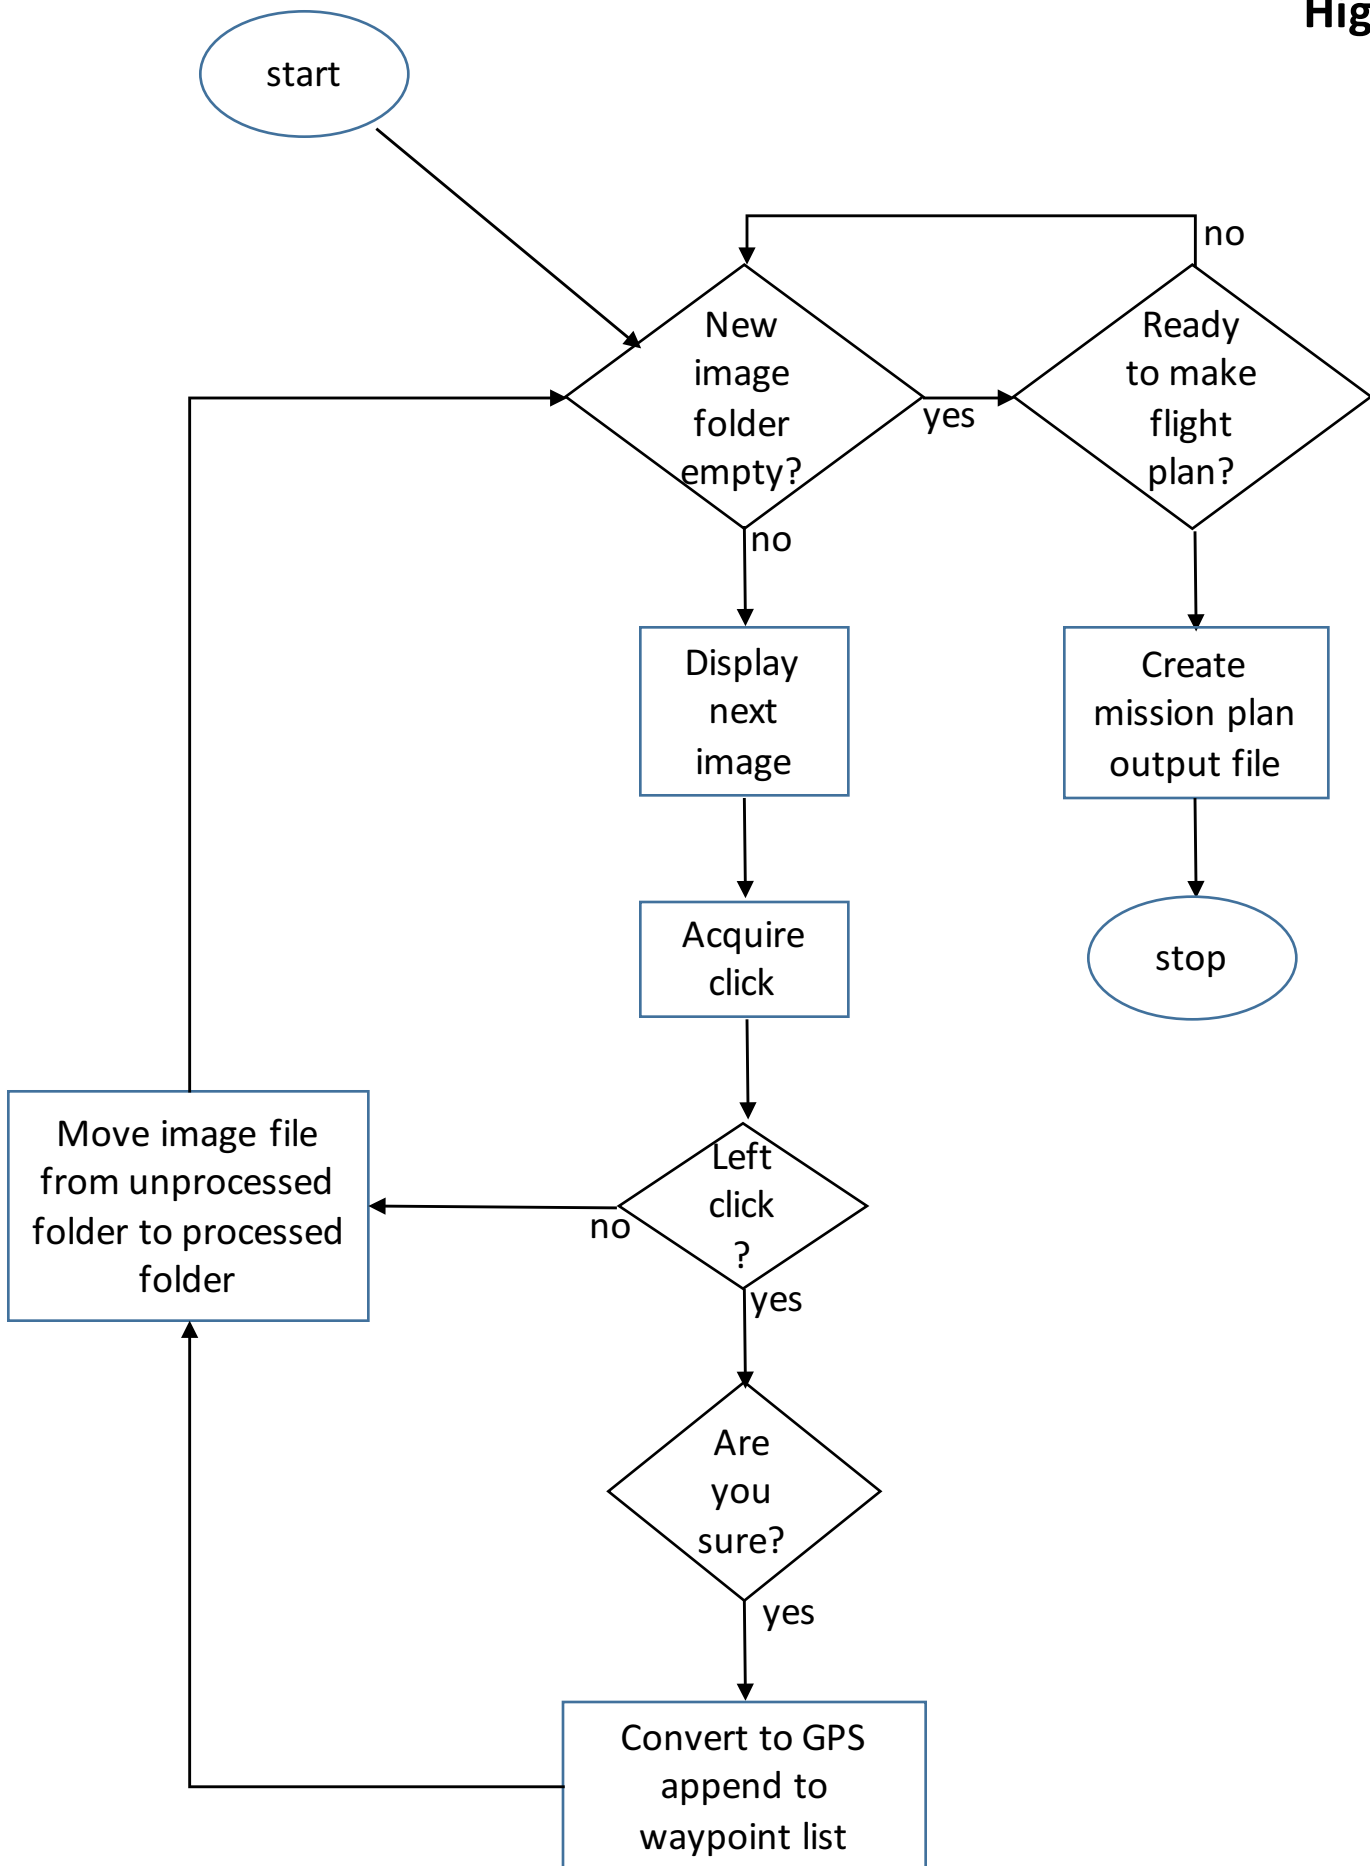 Hig
start
no
New
image
folder
empty?
yes
Ready
to make
flight
plan?
no
Display
next
image
Create
mission plan
output file
Acquire
click
stop
Move image file
from unprocessed
folder to processed
folder
Left
click
?
no
yes
Are
you
sure?
yes
Convert to GPS
append to
waypoint list